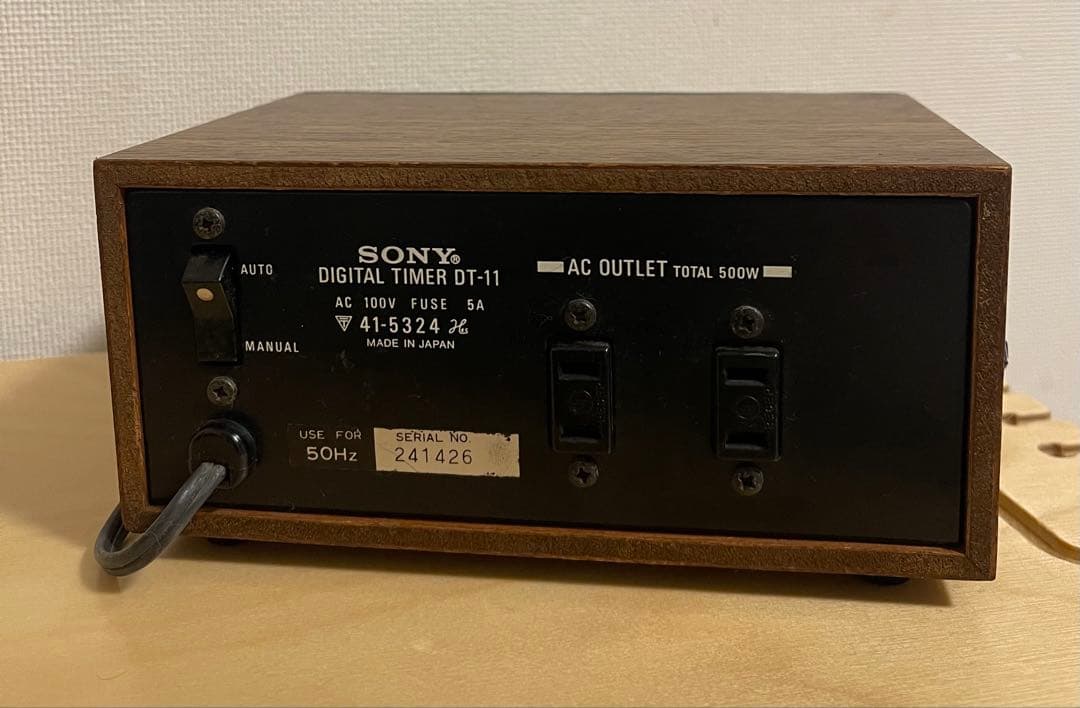 AUTO
MANUAL
SONY®
DIGITAL TIMER DT-11
AC 100V FUSE 5A
41-5324
MADE IN JAPAN
AC OUTLET TOTAL 500W
USE FOR
50Hz
SERIAL NO.
241426